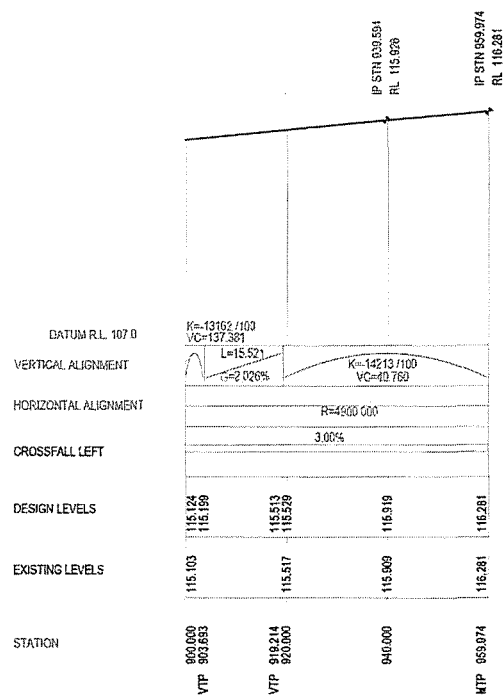 IP STN 939.594
RL 115.926
IP STN 959.974
RL 116.281
DATUM R.L. 107.0
K=-13162 /100
VC=137.381
VERTICAL ALIGNMENT
L=15.521
G=2.026%
K=-14213 /100
VC=40.760
HORIZONTAL ALIGNMENT
R=4900.000
CROSSFALL LEFT
3.00%
DESIGN LEVELS
115.124
115.199
115.513
115.529
115.919
116.281
EXISTING LEVELS
115.103
115.517
115.909
116.281
STATION
900.000
VTP 903.693
VTP 919.214
920.000
940.000
VTP 959.974